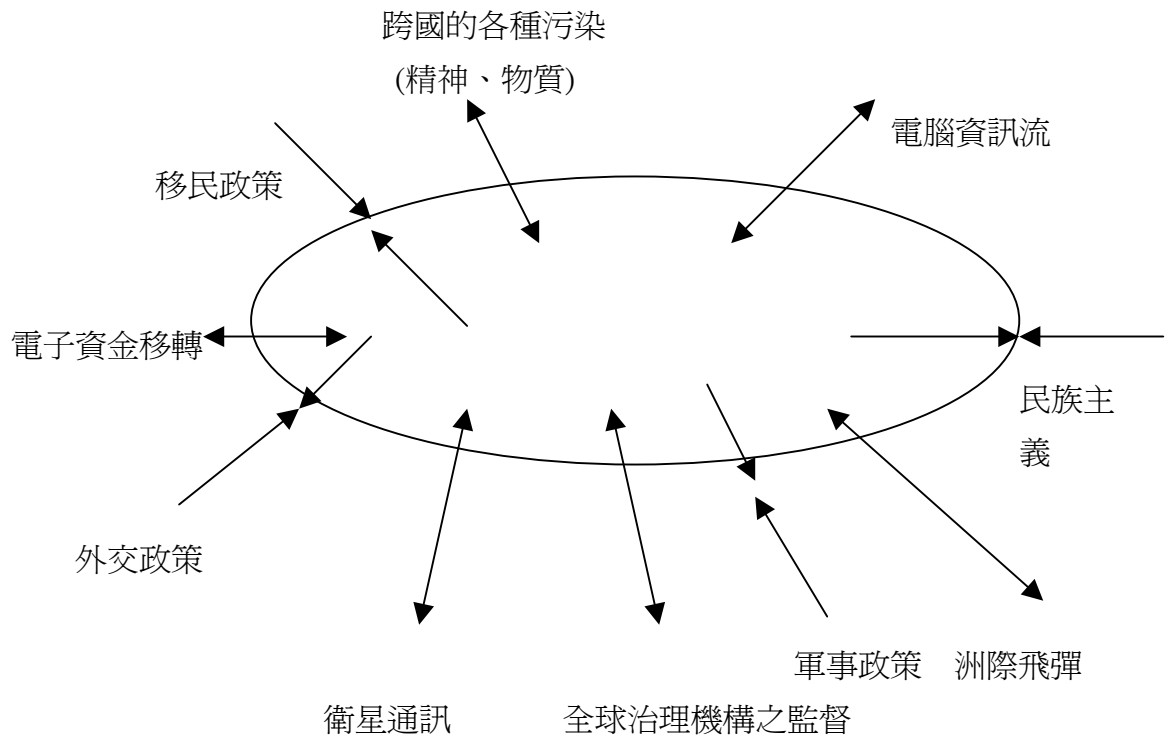 跨國的各種污染
(精神、物質)
電腦資訊流
移民政策
電子資金移轉
民族主
義
外交政策
軍事政策 洲際飛彈
衛星通訊 全球治理機構之監督